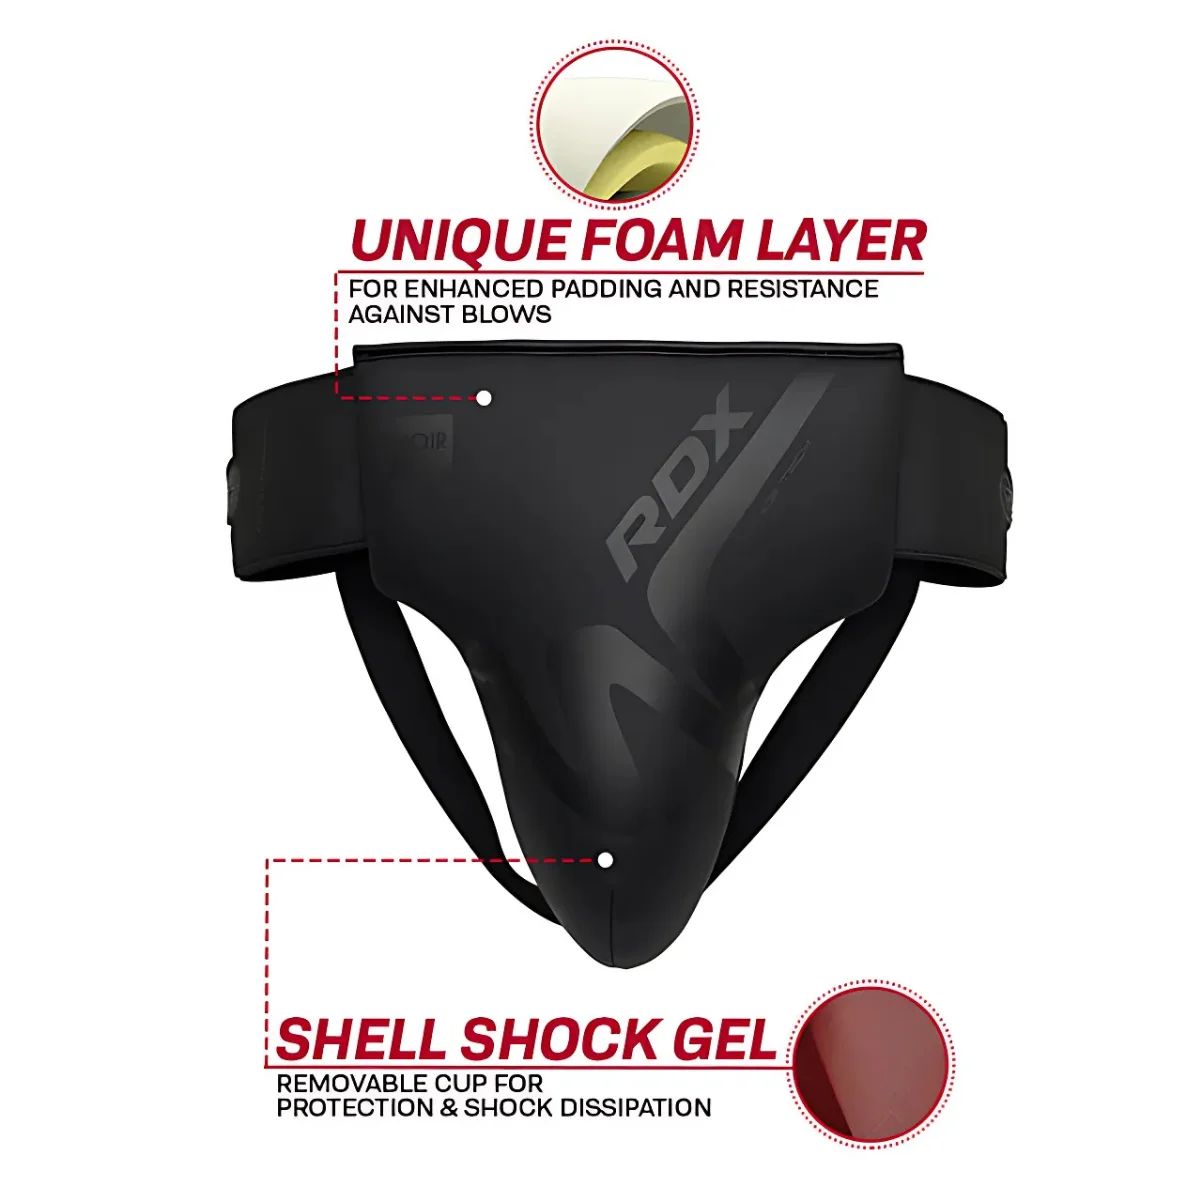 UNIQUE FOAM LAYER
FOR ENHANCED PADDING AND RESISTANCE
AGAINST BLOWS
RDX
SHELL SHOCK GEL
REMOVABLE CUP FOR
PROTECTION & SHOCK DISSIPATION